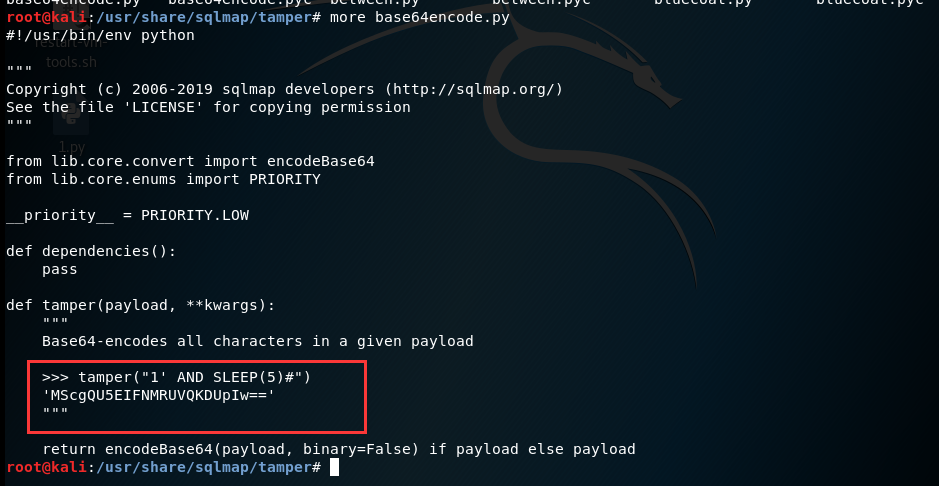 base64encode.py   base64encode.pyc  between.py        between.pyc       bluecoat.py       bluecoat.pyc
root@kali:/usr/share/sqlmap/tamper# more base64encode.py
#!/usr/bin/env python
restart-vm-
"""
tools.sh
Copyright (c) 2006-2019 sqlmap developers (http://sqlmap.org/)
See the file 'LICENSE' for copying permission
"""
1.py
from lib.core.convert import encodeBase64
from lib.core.enums import PRIORITY
__priority__ = PRIORITY.LOW
def dependencies():
    pass
def tamper(payload, **kwargs):
    """
    Base64-encodes all characters in a given payload
    >>> tamper("1' AND SLEEP(5)#")
    'MScgQU5EIFNMRUVQKDUpIw=='
    """
    return encodeBase64(payload, binary=False) if payload else payload
root@kali:/usr/share/sqlmap/tamper#